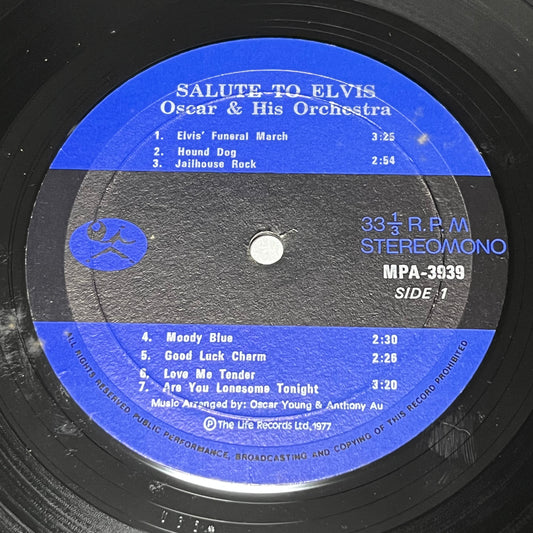 SALUTE TO ELVIS
Oscar & His Orchestra
1. Elvis' Funeral March 3:25
2. Hound Dog
3. Jailhouse Rock 2:54
33⅓ R.P.M
STEREOMONO
MPA-3939
SIDE 1
4. Moody Blue 2:30
5. Good Luck Charm 2:26
6. Love Me Tender
7. Are You Lonesome Tonight 3:20
Music Arranged by: Oscar Young & Anthony Au
Ⓟ The Life Records Ltd, 1977
ALL RIGHTS RESERVED PUBLIC PERFORMANCE, BROADCASTING AND COPYING OF THIS RECORD PROHIBITED